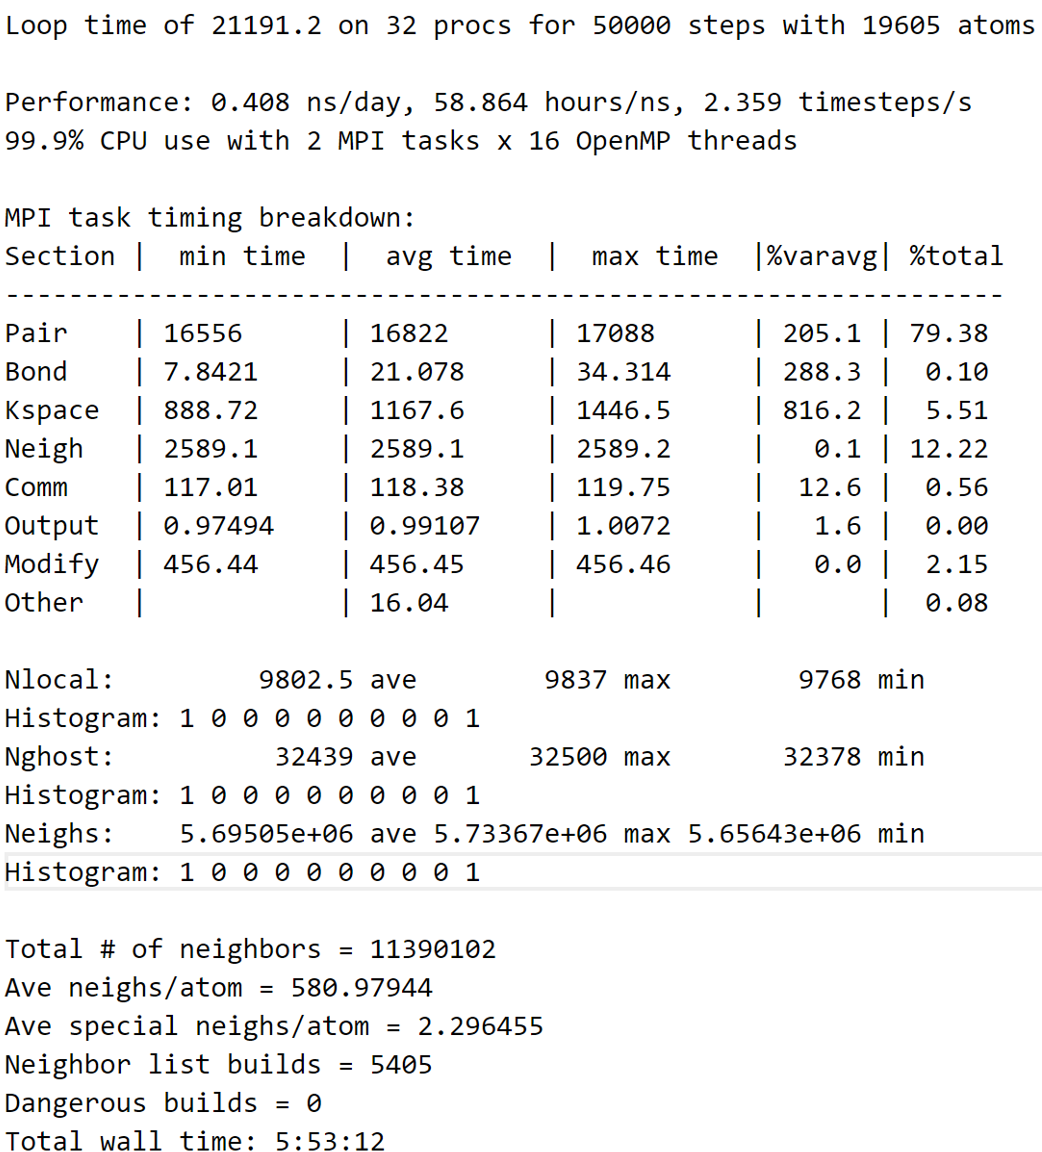 Loop time of 21191.2 on 32 procs for 50000 steps with 19605 atoms
Performance: 0.408 ns/day, 58.864 hours/ns, 2.359 timesteps/s
99.9% CPU use with 2 MPI tasks x 16 OpenMP threads
MPI task timing breakdown:
Section |  min time  |  avg time  |  max time  |%varavg| %total
---------------------------------------------------------------
Pair    | 16556      | 16822      | 17088      | 205.1 | 79.38
Bond    | 7.8421     | 21.078     | 34.314     | 288.3 |  0.10
Kspace  | 888.72     | 1167.6     | 1446.5     | 816.2 |  5.51
Neigh   | 2589.1     | 2589.1     | 2589.2     |   0.1 | 12.22
Comm    | 117.01     | 118.38     | 119.75     |  12.6 |  0.56
Output  | 0.97494    | 0.99107    | 1.0072     |   1.6 |  0.00
Modify  | 456.44     | 456.45     | 456.46     |   0.0 |  2.15
Other   |            | 16.04      |            |       |  0.08
Nlocal:         9802.5 ave        9837 max        9768 min
Histogram: 1 0 0 0 0 0 0 0 0 1
Nghost:          32439 ave       32500 max       32378 min
Histogram: 1 0 0 0 0 0 0 0 0 1
Neighs:    5.69505e+06 ave 5.73367e+06 max 5.65643e+06 min
Histogram: 1 0 0 0 0 0 0 0 0 1
Total # of neighbors = 11390102
Ave neighs/atom = 580.97944
Ave special neighs/atom = 2.296455
Neighbor list builds = 5405
Dangerous builds = 0
Total wall time: 5:53:12